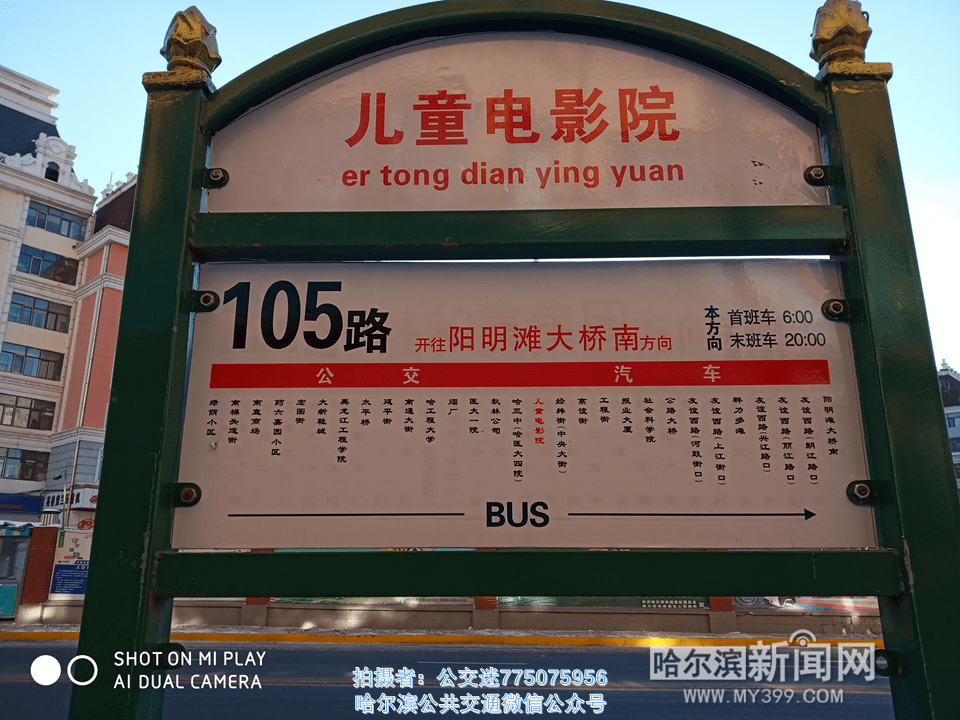 儿童电影院
er tong dian ying yuan
105路
开往阳明滩大桥南方向
本方向
首班车 6:00
末班车 20:00
公交汽车
绿荫小区
南棵头道街
南直商场
药六嘉园小区
宏图街
大新鞋城
黑龙江工程学院
太平桥
延平街
南通大街
哈工程大学
烟厂
医大一院
秋林公司
哈三中(哈医大四院)
儿童电影院
经纬街(中央大街)
高谊街
工程街
报业大厦
社会科学院
公路大桥
友谊西路(河鼓街口)
友谊西路(上江街口)
群力多滩
友谊西路(兴江路口)
友谊西路(丽江路口)
友谊西路(朗江路口)
阳明滩大桥南
BUS
SHOT ON MI PLAY
AI DUAL CAMERA
拍摄者：公交迷775075956
哈尔滨公共交通微信公众号
哈尔滨新闻网
WWW.MY399.COM